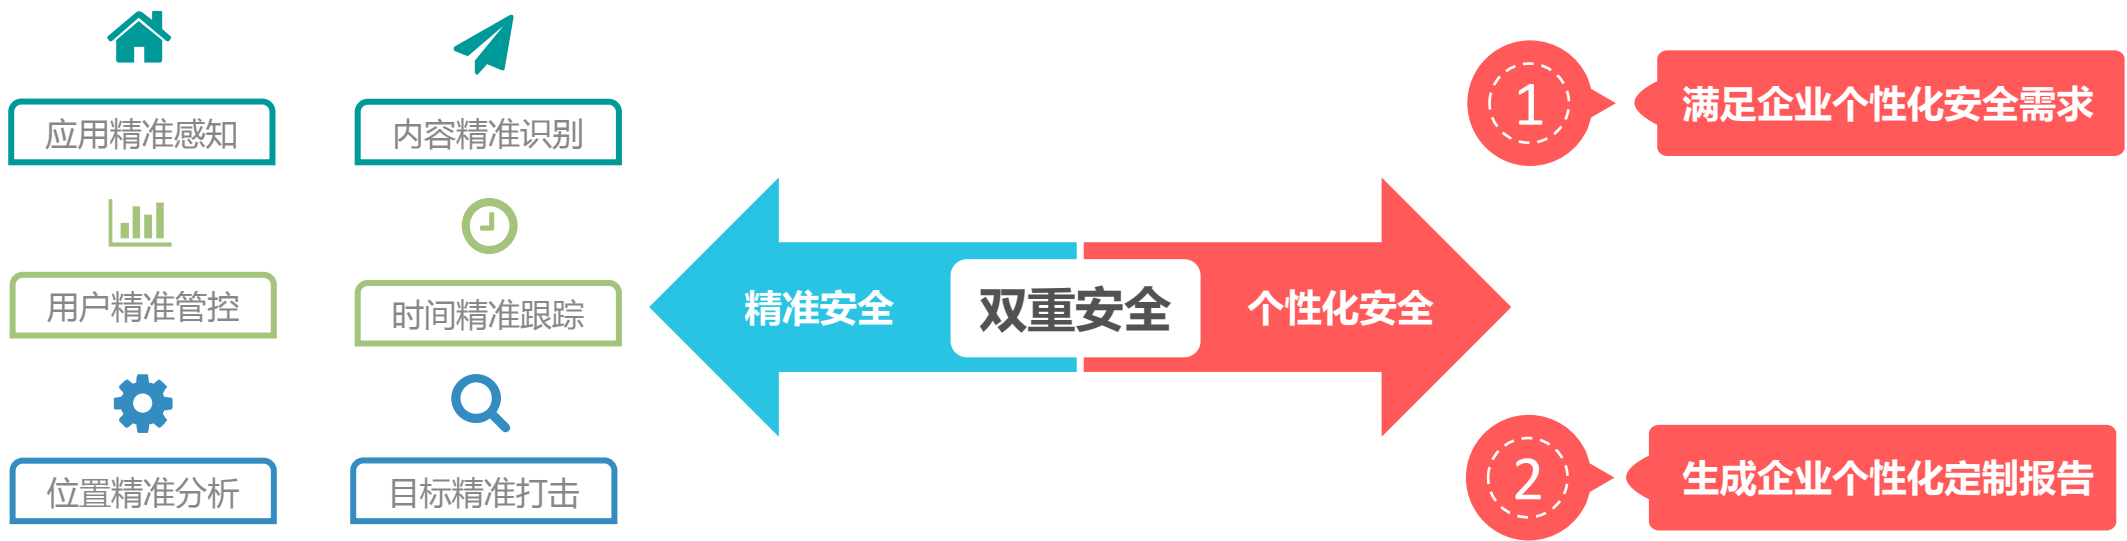 应用精准感知
内容精准识别
用户精准管控
时间精准跟踪
位置精准分析
目标精准打击
精准安全
双重安全
个性化安全
1
满足企业个性化安全需求
2
生成企业个性化定制报告